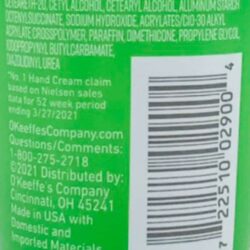 CETEARETH-20, CETYL ALCOHOL, CETEARYL ALCOHOL, ALUMINUM STARCH
OCTENYLSUCCINATE, SODIUM HYDROXIDE, ACRYLATES/C10-30 ALKYL
ACRYLATE CROSSPOLYMER, PARAFFIN, DIMETHICONE, PROPYLENE GLYCOL,
IODOPROPYNYL BUTYLCARBAMATE,
DIAZOLIDINYL UREA
*No. 1 Hand Cream claim
based on Nielsen sales
data for 52 week period
ending 3/27/2021
OKeeffesCompany.com
Questions/Comments:
1-800-275-2718
©2021 Distributed by:
O'Keeffe's Company
Cincinnati, OH 45241
Made in USA with
Domestic and
Imported Materials
7 22510 02900